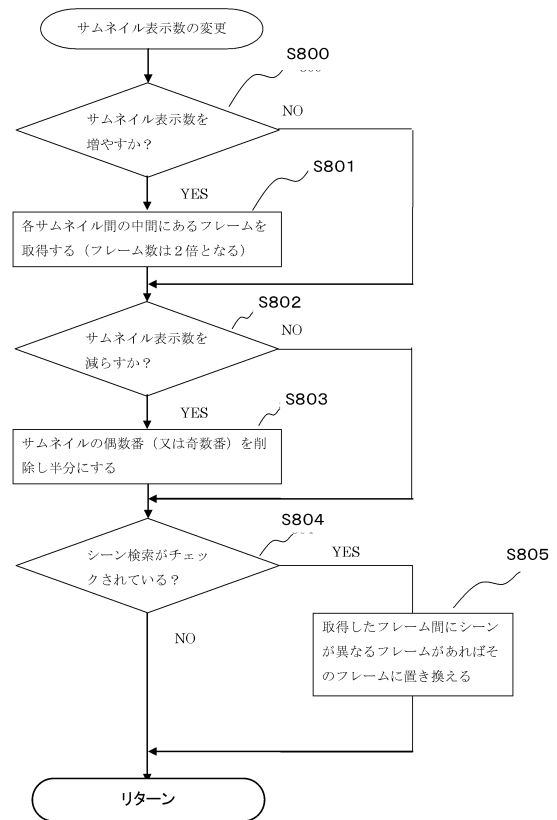 サムネイル表示数の変更
S800
サムネイル表示数を
増やすか？
NO
YES
S801
各サムネイル間の中間にあるフレームを
取得する（フレーム数は２倍となる）
S802
サムネイル表示数を
減らすか？
NO
YES
S803
サムネイルの偶数番（又は奇数番）を削
除し半分にする
S804
シーン検索がチェッ
クされている？
YES
NO
S805
取得したフレーム間にシーン
が異なるフレームがあればそ
のフレームに置き換える
リターン